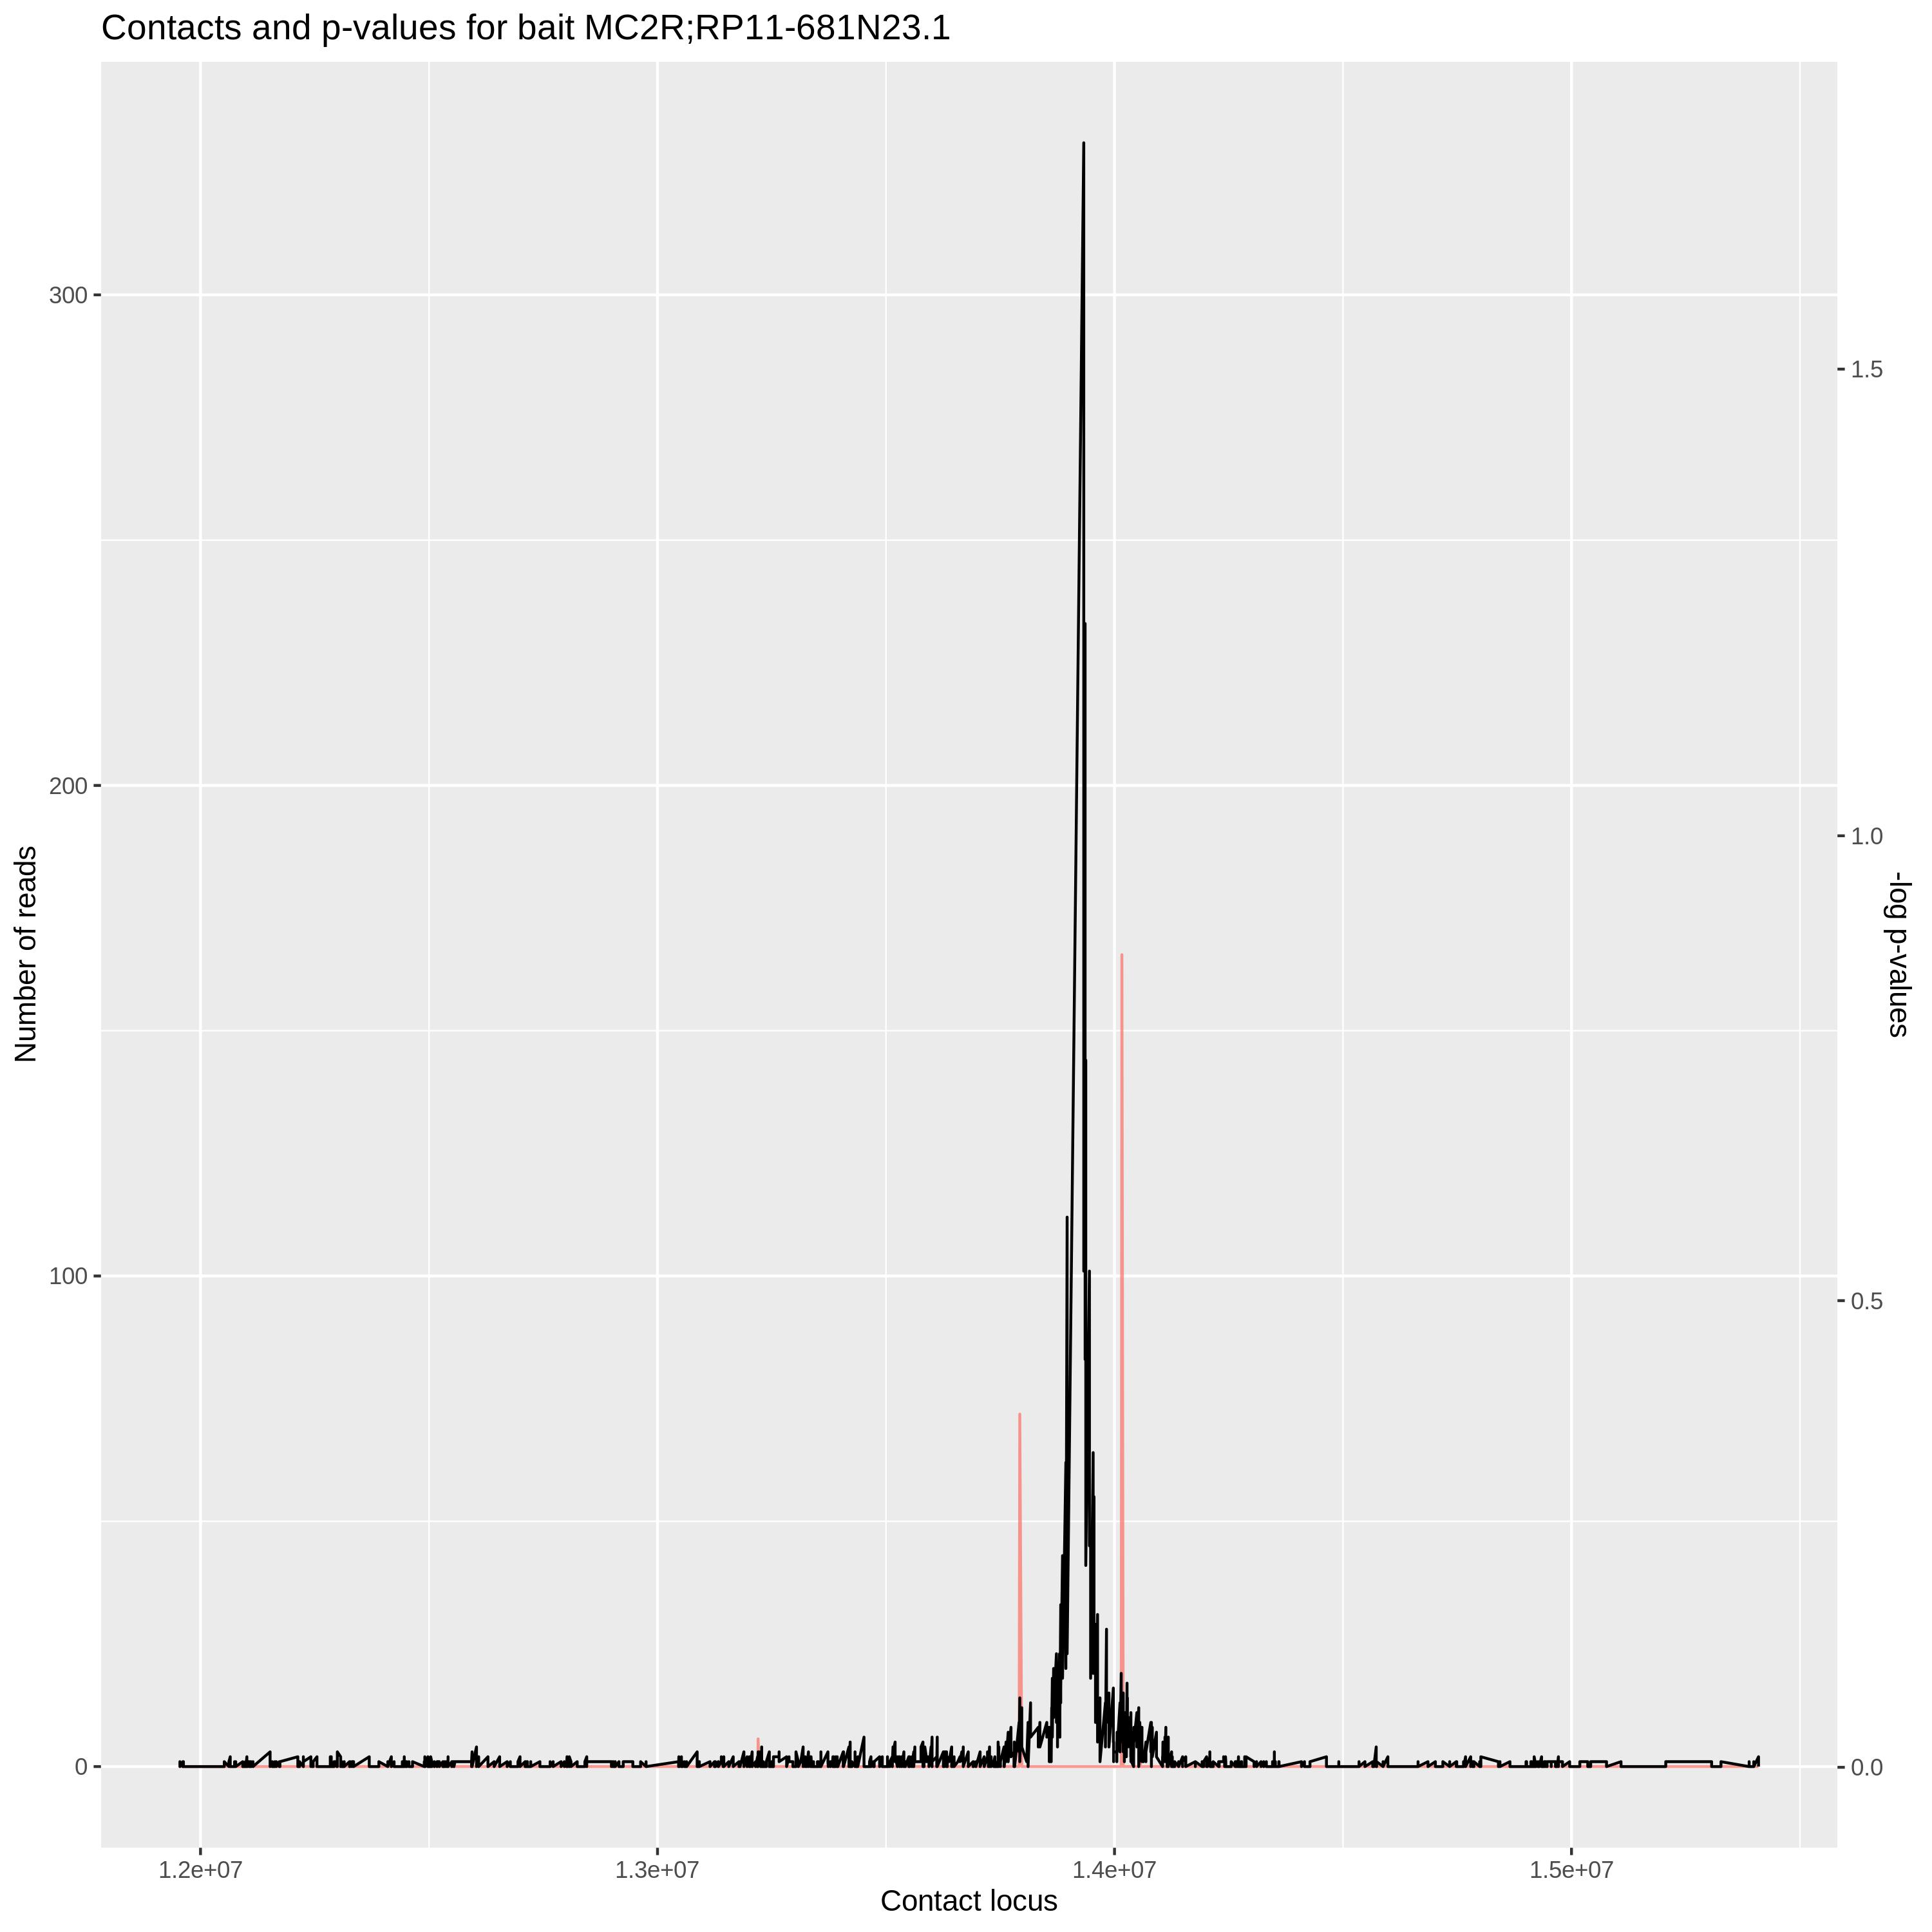 Contacts and p-values for bait MC2R;RP11-681N23.1
Number of reads
300
200
100
0
1.5
1.0
0.5
0.0
-log p-values
1.2e+07 1.3e+07 1.4e+07 1.5e+07
Contact locus